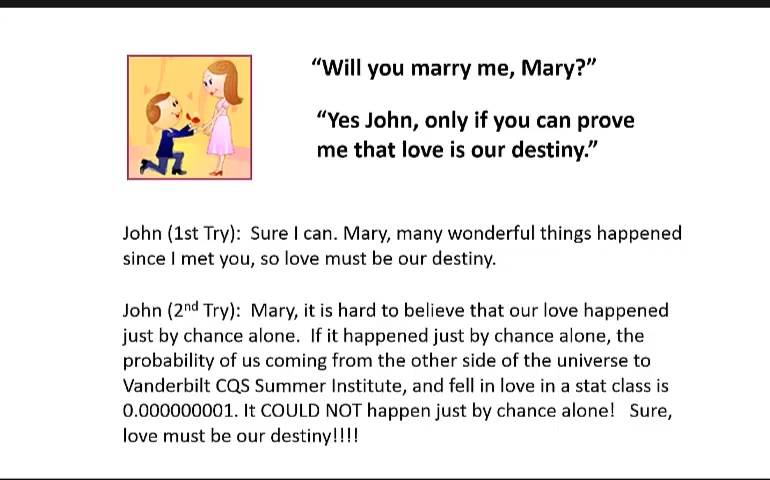 “Will you marry me, Mary?”
“Yes John, only if you can prove
me that love is our destiny.”
John (1st Try):  Sure I can. Mary, many wonderful things happened
since I met you, so love must be our destiny.
John (2nd Try):  Mary, it is hard to believe that our love happened
just by chance alone.  If it happened just by chance alone, the
probability of us coming from the other side of the universe to
Vanderbilt CQS Summer Institute, and fell in love in a stat class is
0.000000001. It COULD NOT happen just by chance alone!   Sure,
love must be our destiny!!!!